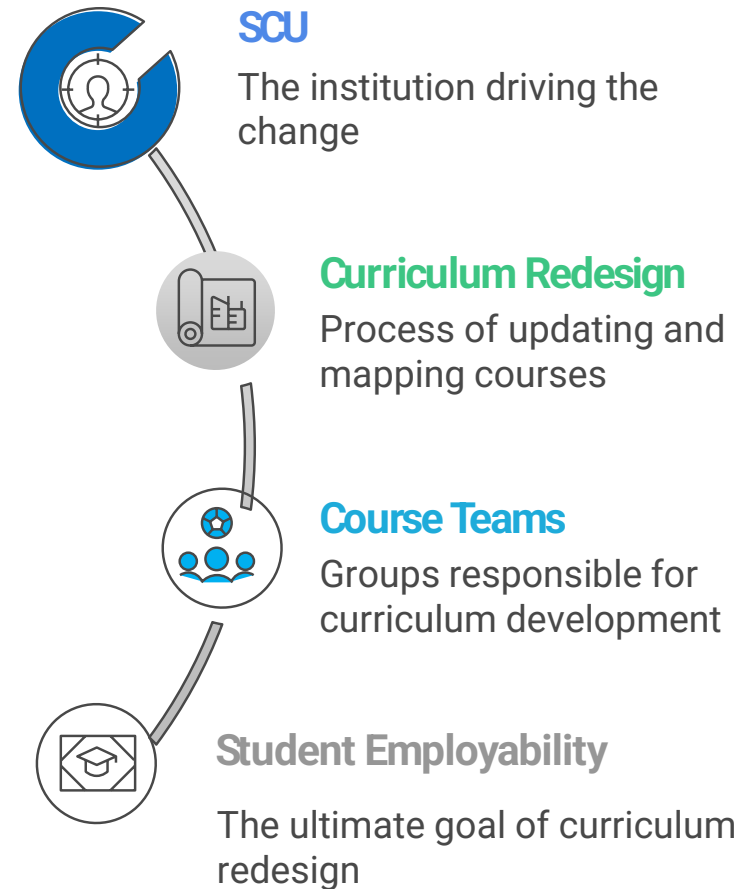 SCU
The institution driving the
change
Curriculum Redesign
Process of updating and
mapping courses
Course Teams
Groups responsible for
curriculum development
Student Employability
The ultimate goal of curriculum
redesign